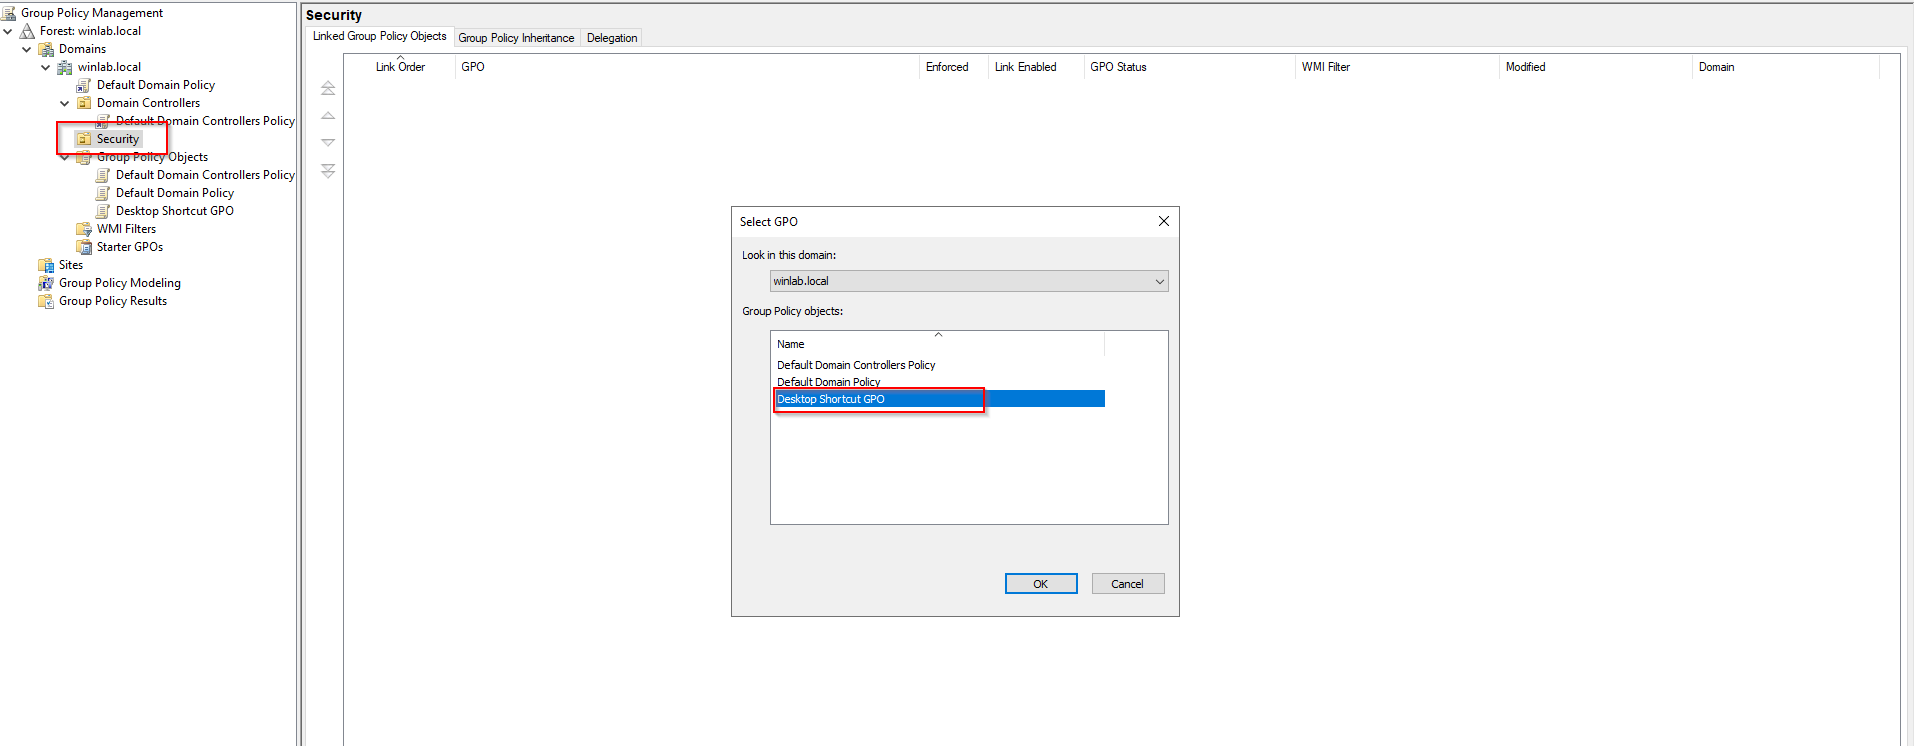 Group Policy Management
Forest: winlab.local
Domains
winlab.local
Default Domain Policy
Domain Controllers
Default Domain Controllers Policy
Security
Group Policy Objects
Default Domain Controllers Policy
Default Domain Policy
Desktop Shortcut GPO
WMI Filters
Starter GPOs
Sites
Group Policy Modeling
Group Policy Results
Security
Linked Group Policy Objects Group Policy Inheritance Delegation
Link Order GPO Enforced Link Enabled GPO Status WMI Filter Modified Domain
Select GPO
Look in this domain:
winlab.local
Group Policy objects:
Name
Default Domain Controllers Policy
Default Domain Policy
Desktop Shortcut GPO
OK Cancel